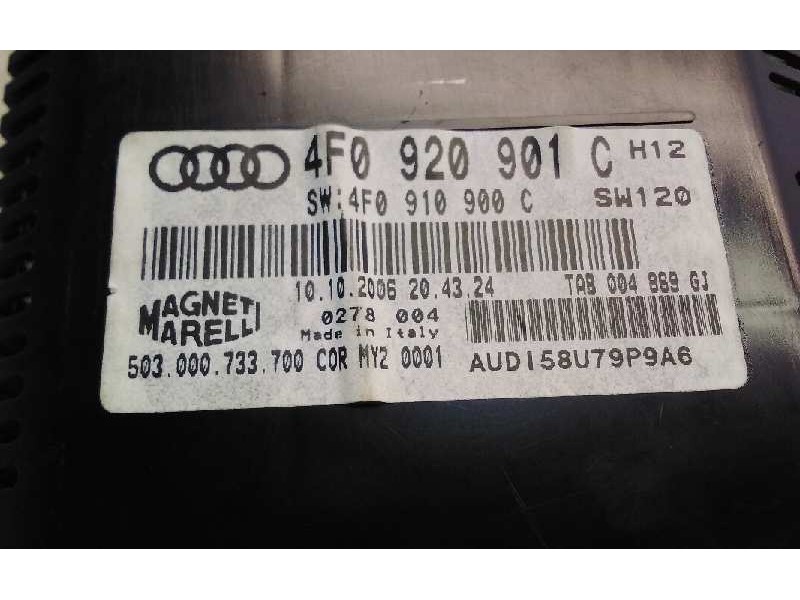 4F0 920 901 C H12
SW:4F0 910 900 C SW120
10.10.2006 20.43.24 TAB 004 869 GJ
MAGNETI MARELLI
0278 004
Made in Italy
503.000.733.700 COR MY2 0001 AUDI58U79P9A6